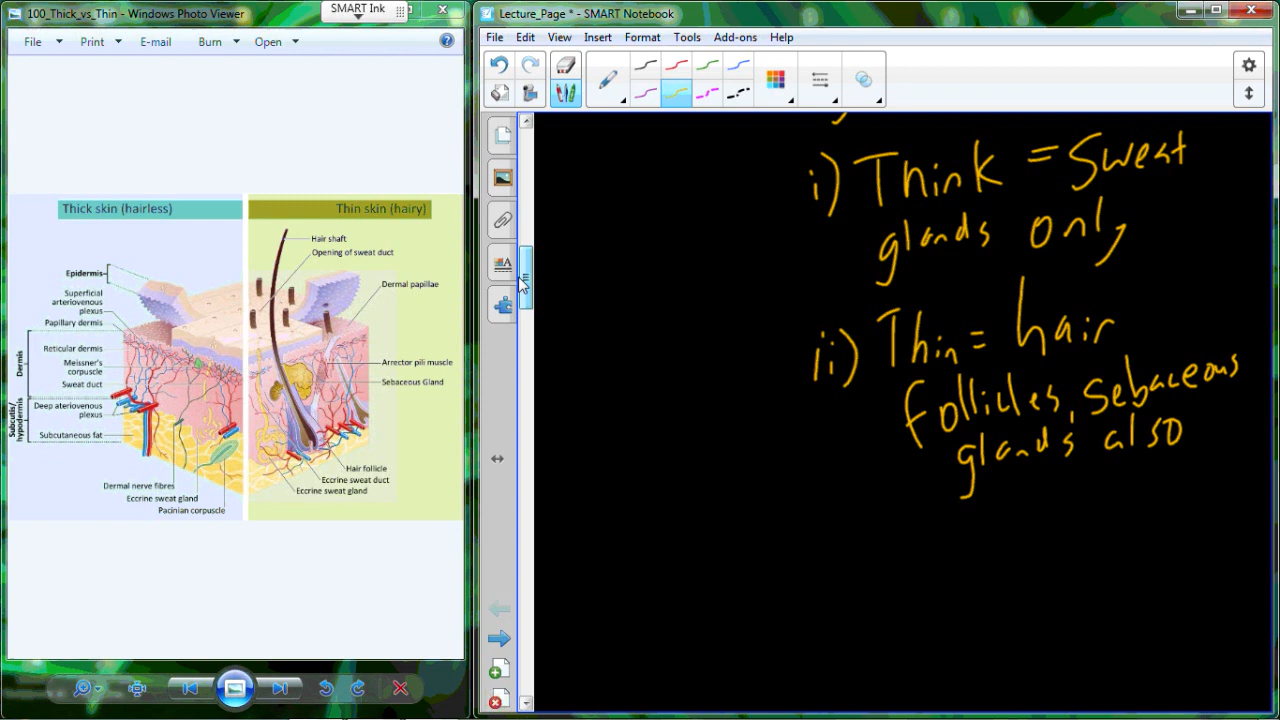 100_Thick_vs_Thin - Windows Photo Viewer
SMART Ink
File Print E-mail Burn Open
Thick skin (hairless)
Thin skin (hairy)
Hair shaft
Opening of sweat duct
Epidermis
Dermal papillae
Superficial
arteriovenous
plexus
Papillary dermis
Dermis
Reticular dermis
Meissner's
corpuscle
Sweat duct
Arrector pili muscle
Sebaceous Gland
Subcutis/
hypodermis
Deep ateriovenous
plexus
Subcutaneous fat
Dermal nerve fibres
Eccrine sweat gland
Pacinian corpuscle
Hair follicle
Eccrine sweat duct
Eccrine sweat gland
Lecture_Page * - SMART Notebook
File Edit View Insert Format Tools Add-ons Help
i) Think = Sweat
glands only
ii) Thin = hair
follicles, sebaceous
glands also